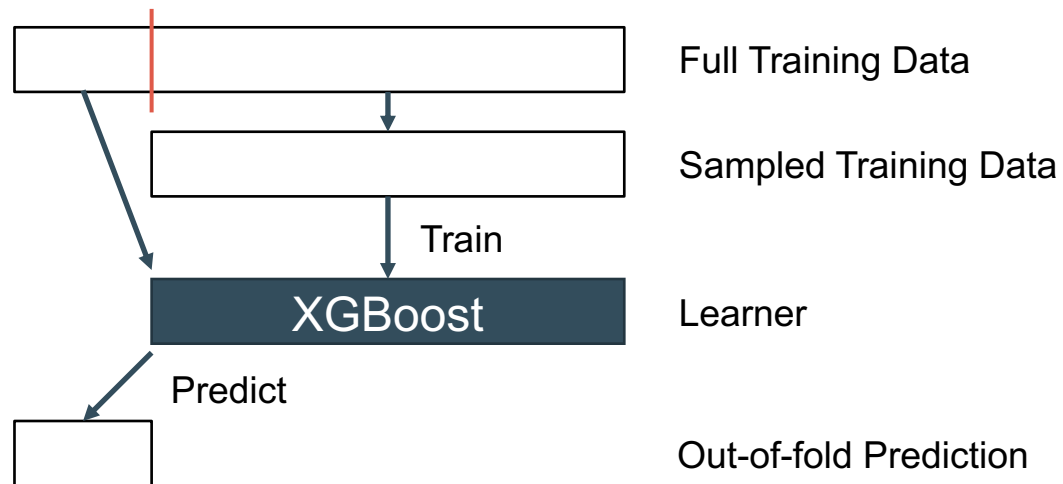 Full Training Data
Sampled Training Data
Train
XGBoost
Learner
Predict
Out-of-fold Prediction